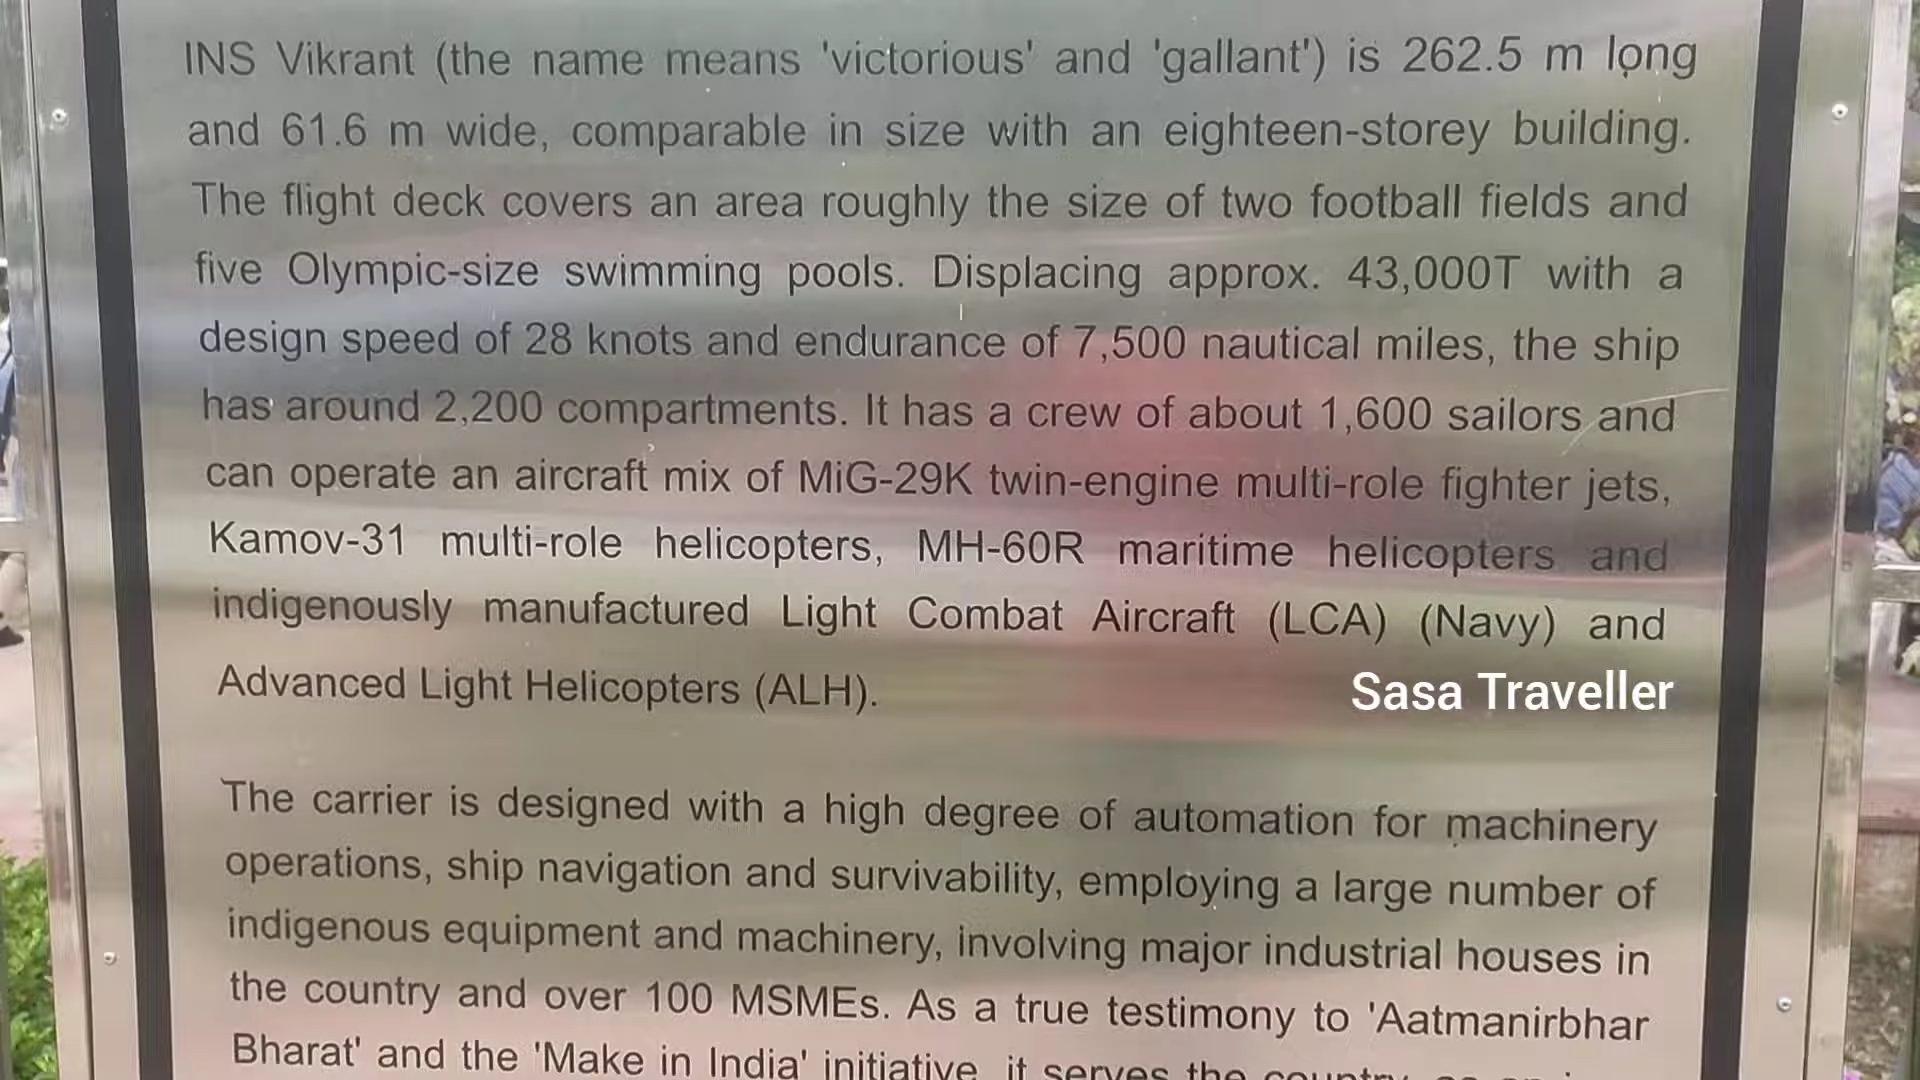 INS Vikrant (the name means 'victorious' and 'gallant') is 262.5 m long
and 61.6 m wide, comparable in size with an eighteen-storey building.
The flight deck covers an area roughly the size of two football fields and
five Olympic-size swimming pools. Displacing approx. 43,000T with a
design speed of 28 knots and endurance of 7,500 nautical miles, the ship
has around 2,200 compartments. It has a crew of about 1,600 sailors and
can operate an aircraft mix of MiG-29K twin-engine multi-role fighter jets,
Kamov-31 multi-role helicopters, MH-60R maritime helicopters and
indigenously manufactured Light Combat Aircraft (LCA) (Navy) and
Advanced Light Helicopters (ALH).
Sasa Traveller
The carrier is designed with a high degree of automation for machinery
operations, ship navigation and survivability, employing a large number of
indigenous equipment and machinery, involving major industrial houses in
the country and over 100 MSMEs. As a true testimony to 'Aatmanirbhar
Bharat' and the 'Make in India' initiative, it serves the country